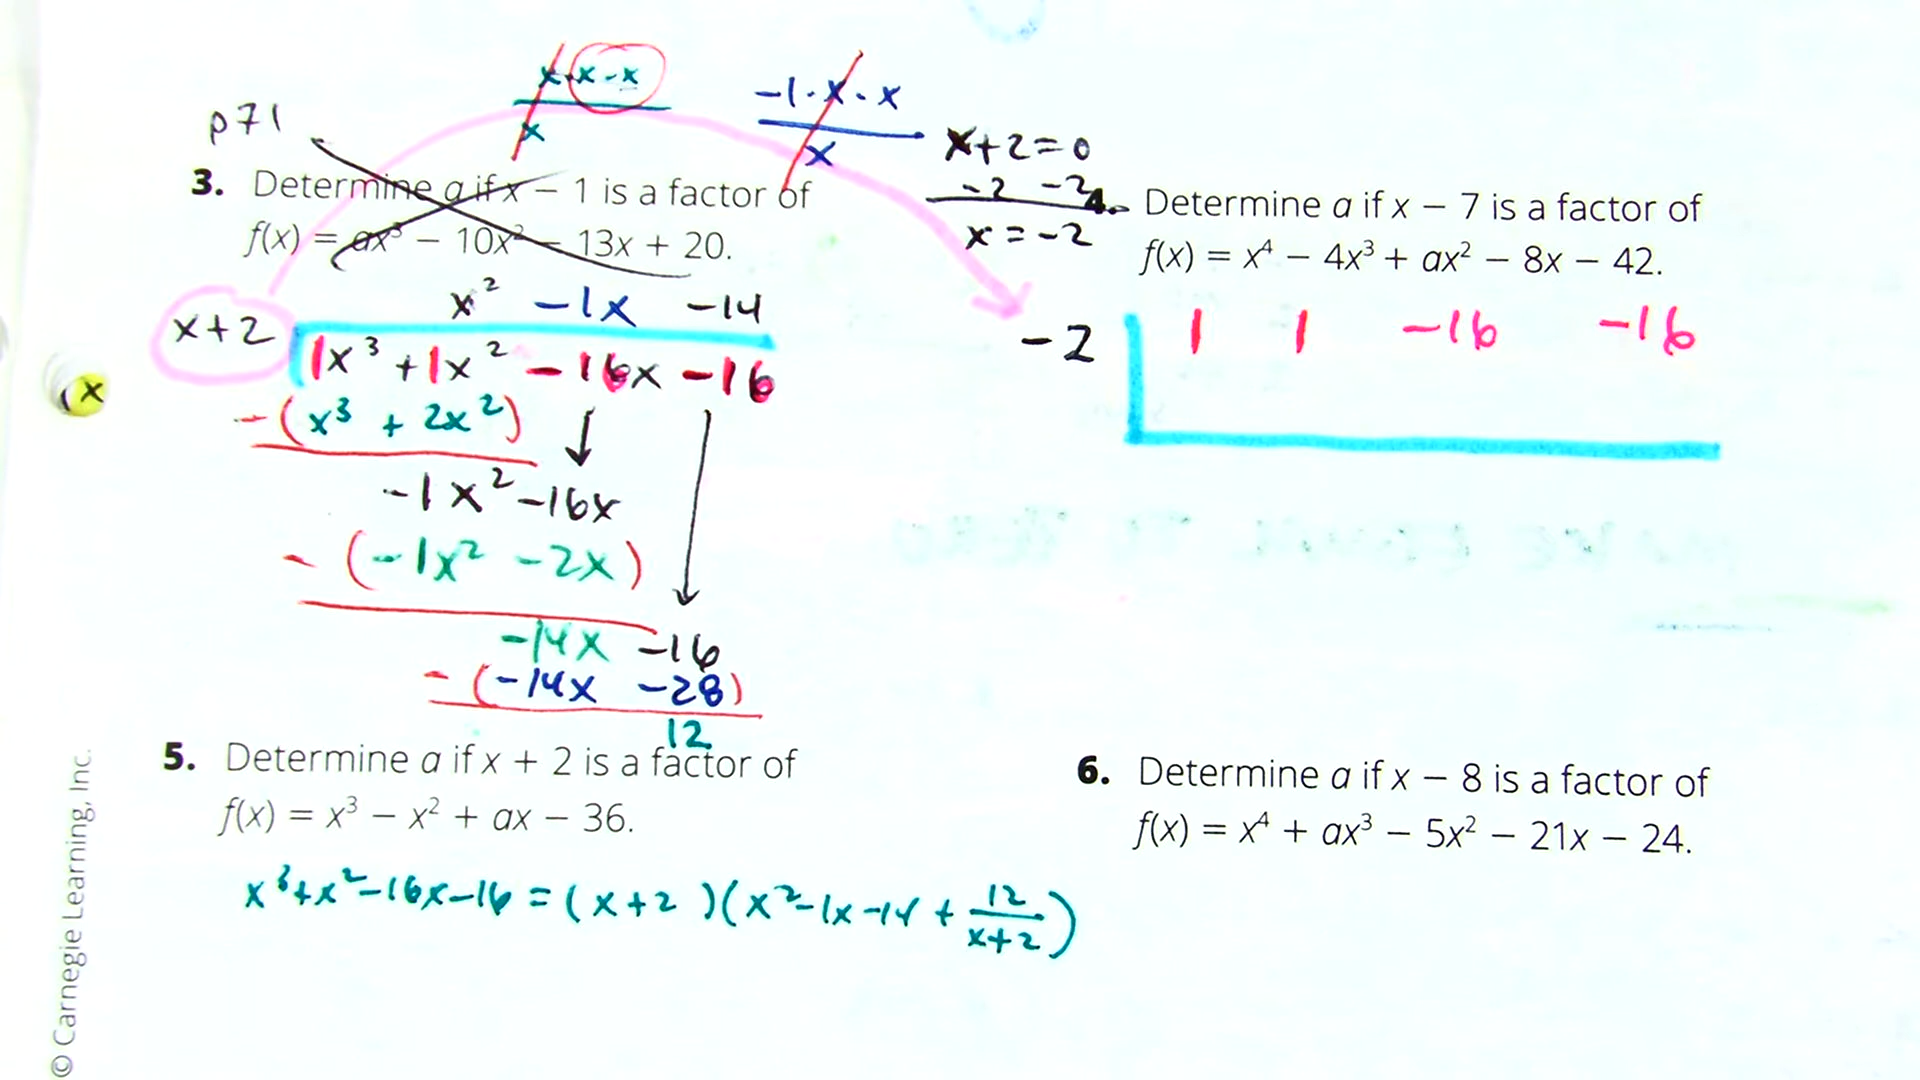 x·x·x
x
-1·x·x
x
p71
x+2=0
-2 -2
x=-2
3. Determine a if x − 1 is a factor of
f(x) = ax³ − 10x² − 13x + 20.
4. Determine a if x − 7 is a factor of
f(x) = x⁴ − 4x³ + ax² − 8x − 42.
x² -1x -14
x+2
1x³ +1x² -16x -16
-(x³ + 2x²)
-1x² -16x
-(-1x² -2x)
-14x -16
-(-14x -28)
12
-2 1 1 -16 -16
x
5. Determine a if x + 2 is a factor of
f(x) = x³ − x² + ax − 36.
x³+x²-16x-16 = (x+2)(x²-1x-14 + 12
x+2)
6. Determine a if x − 8 is a factor of
f(x) = x⁴ + ax³ − 5x² − 21x − 24.
© Carnegie Learning, Inc.